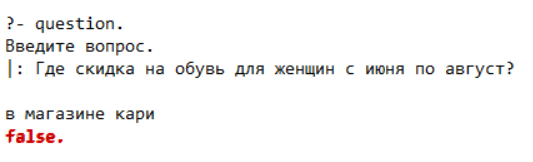 ?- question.
Введите вопрос.
|: Где скидка на обувь для женщин с июня по август?
в магазине кари
false.